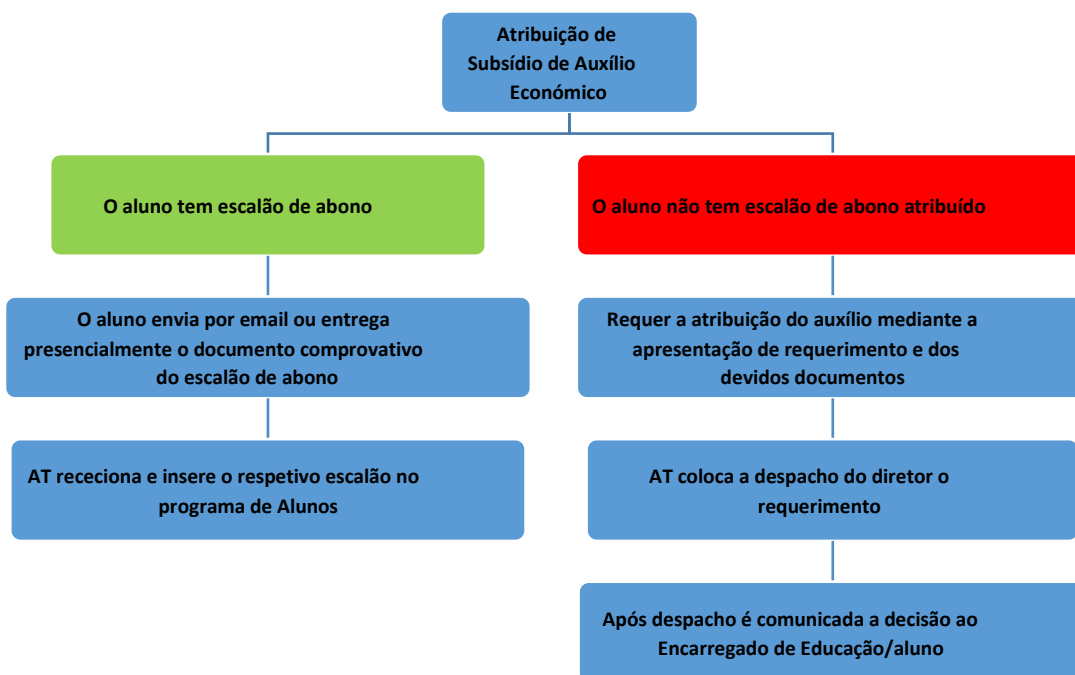 Atribuição de
Subsídio de Auxílio
Económico
O aluno tem escalão de abono
O aluno não tem escalão de abono atribuído
O aluno envia por email ou entrega
presencialmente o documento comprovativo
do escalão de abono
Requer a atribuição do auxílio mediante a
apresentação de requerimento e dos
devidos documentos
AT receciona e insere o respetivo escalão no
programa de Alunos
AT coloca a despacho do diretor o
requerimento
Após despacho é comunicada a decisão ao
Encarregado de Educação/aluno